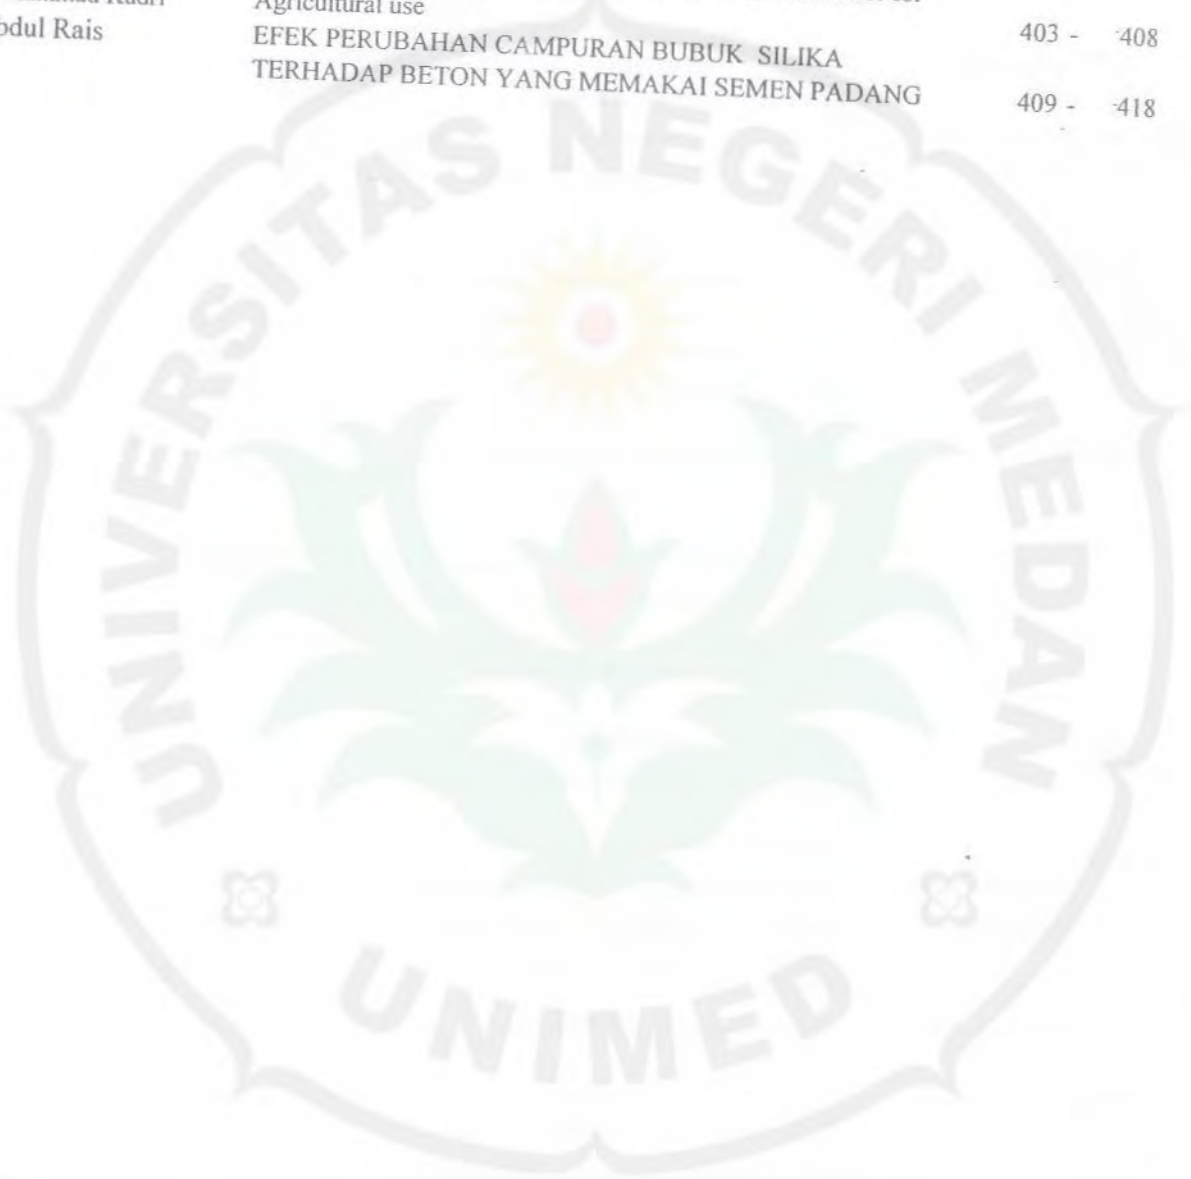 Agricultural use 403 - 408
bdul Rais EFEK PERUBAHAN CAMPURAN BUBUK SILIKA
TERHADAP BETON YANG MEMAKAI SEMEN PADANG 409 - 418
UNIVERSITAS NEGERI MEDAN
UNIMED